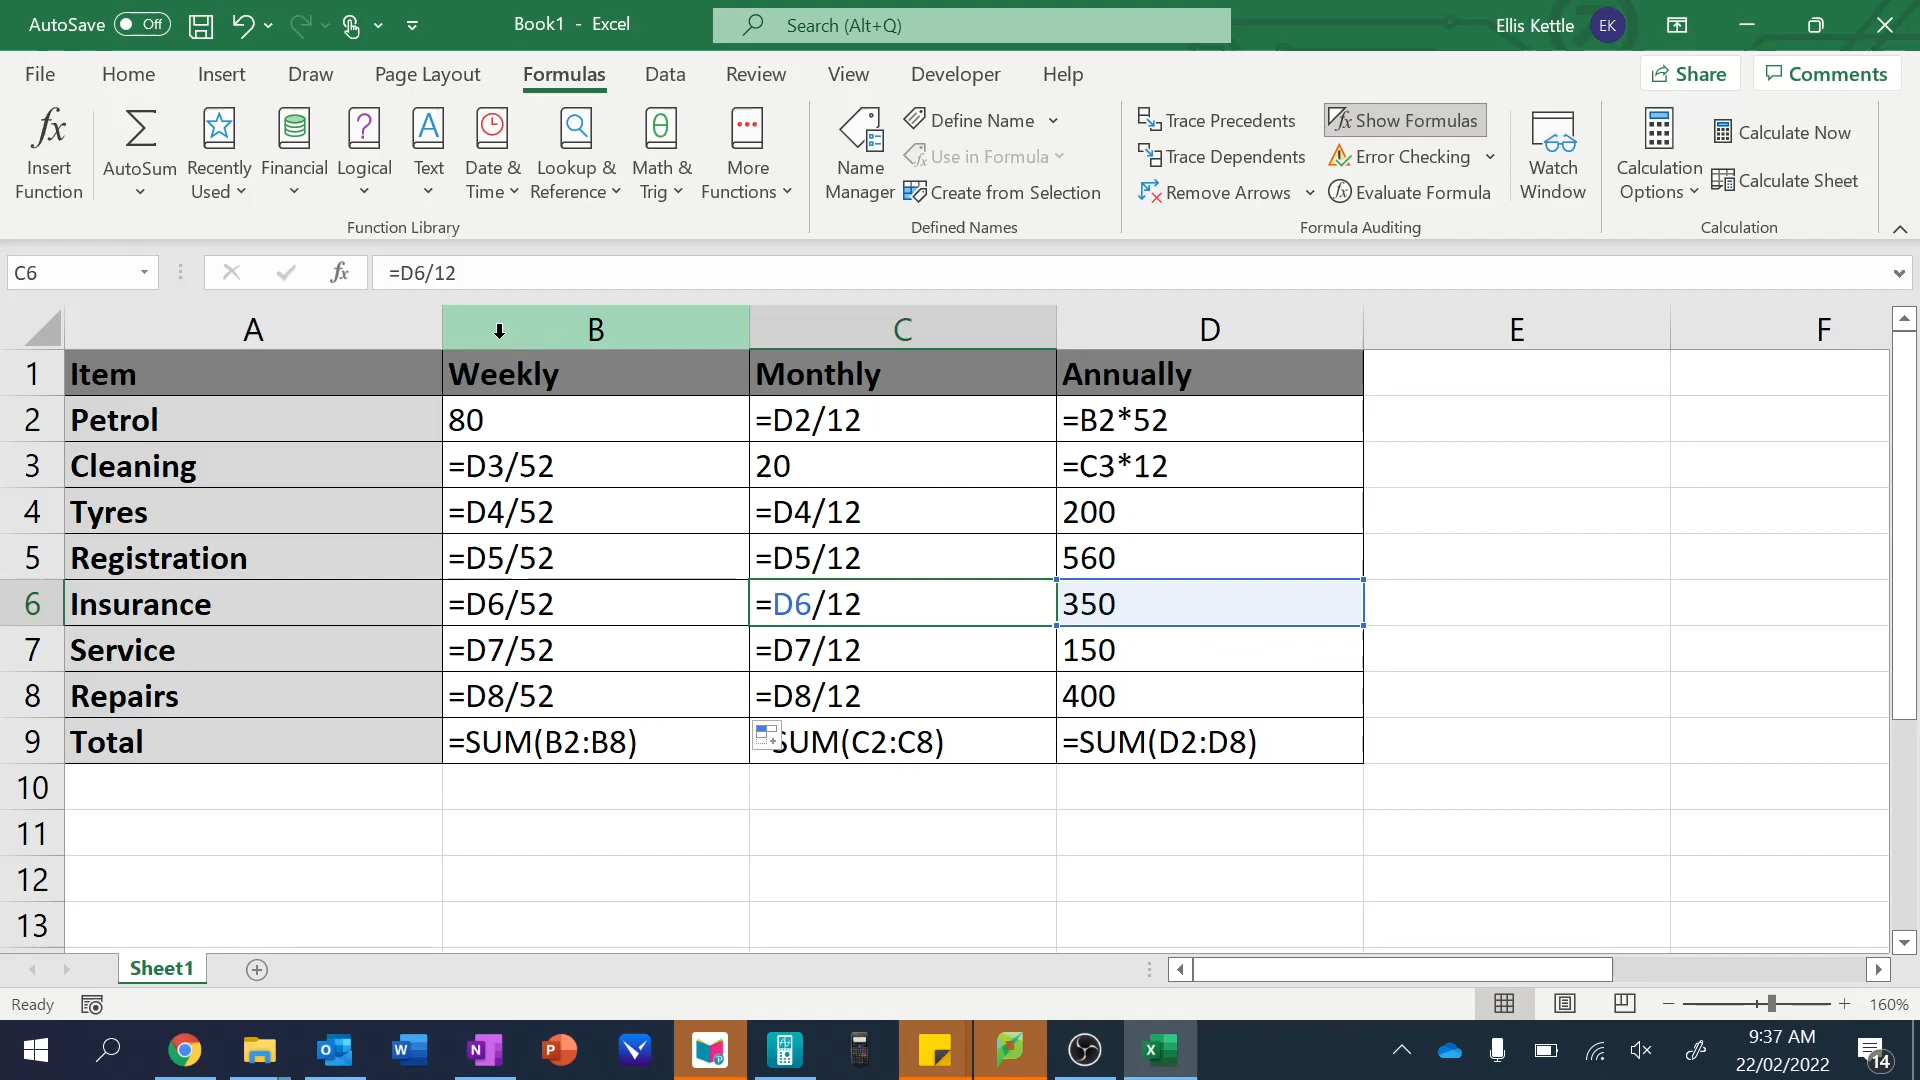 AutoSave Off Book1 - Excel Search (Alt+Q) Ellis Kettle EK
File Home Insert Draw Page Layout Formulas Data Review View Developer Help Share Comments
Insert Function
AutoSum
Recently Used
Financial
Logical
Text
Date & Time
Lookup & Reference
Math & Trig
More Functions
Function Library
Name Manager
Define Name
Use in Formula
Create from Selection
Defined Names
Trace Precedents
Trace Dependents
Remove Arrows
Show Formulas
Error Checking
Evaluate Formula
Formula Auditing
Watch Window
Calculation Options
Calculate Now
Calculate Sheet
Calculation
C6 fx =D6/12
A B C D E F
1 Item Weekly Monthly Annually
2 Petrol 80 =D2/12 =B2*52
3 Cleaning =D3/52 20 =C3*12
4 Tyres =D4/52 =D4/12 200
5 Registration =D5/52 =D5/12 560
6 Insurance =D6/52 =D6/12 350
7 Service =D7/52 =D7/12 150
8 Repairs =D8/52 =D8/12 400
9 Total =SUM(B2:B8) SUM(C2:C8) =SUM(D2:D8)
10
11
12
13
Sheet1
Ready 160%
9:37 AM
22/02/2022
14